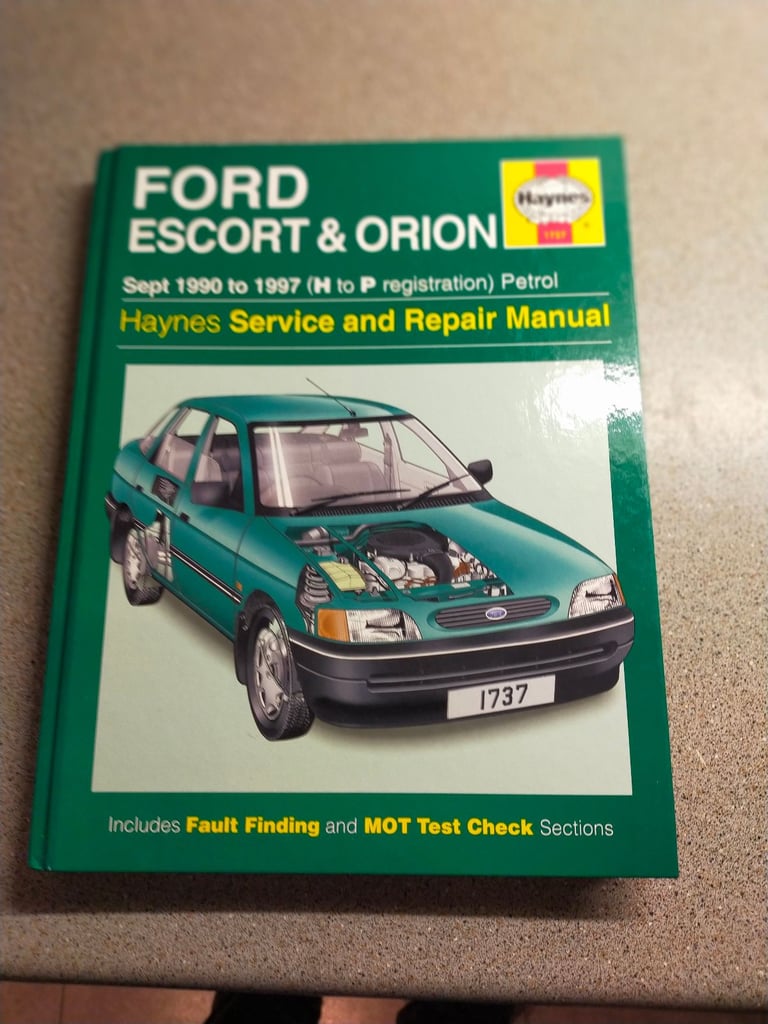 FORD
ESCORT & ORION
Haynes
1737
Sept 1990 to 1997 (H to P registration) Petrol
Haynes Service and Repair Manual
Ford
1737
Includes Fault Finding and MOT Test Check Sections